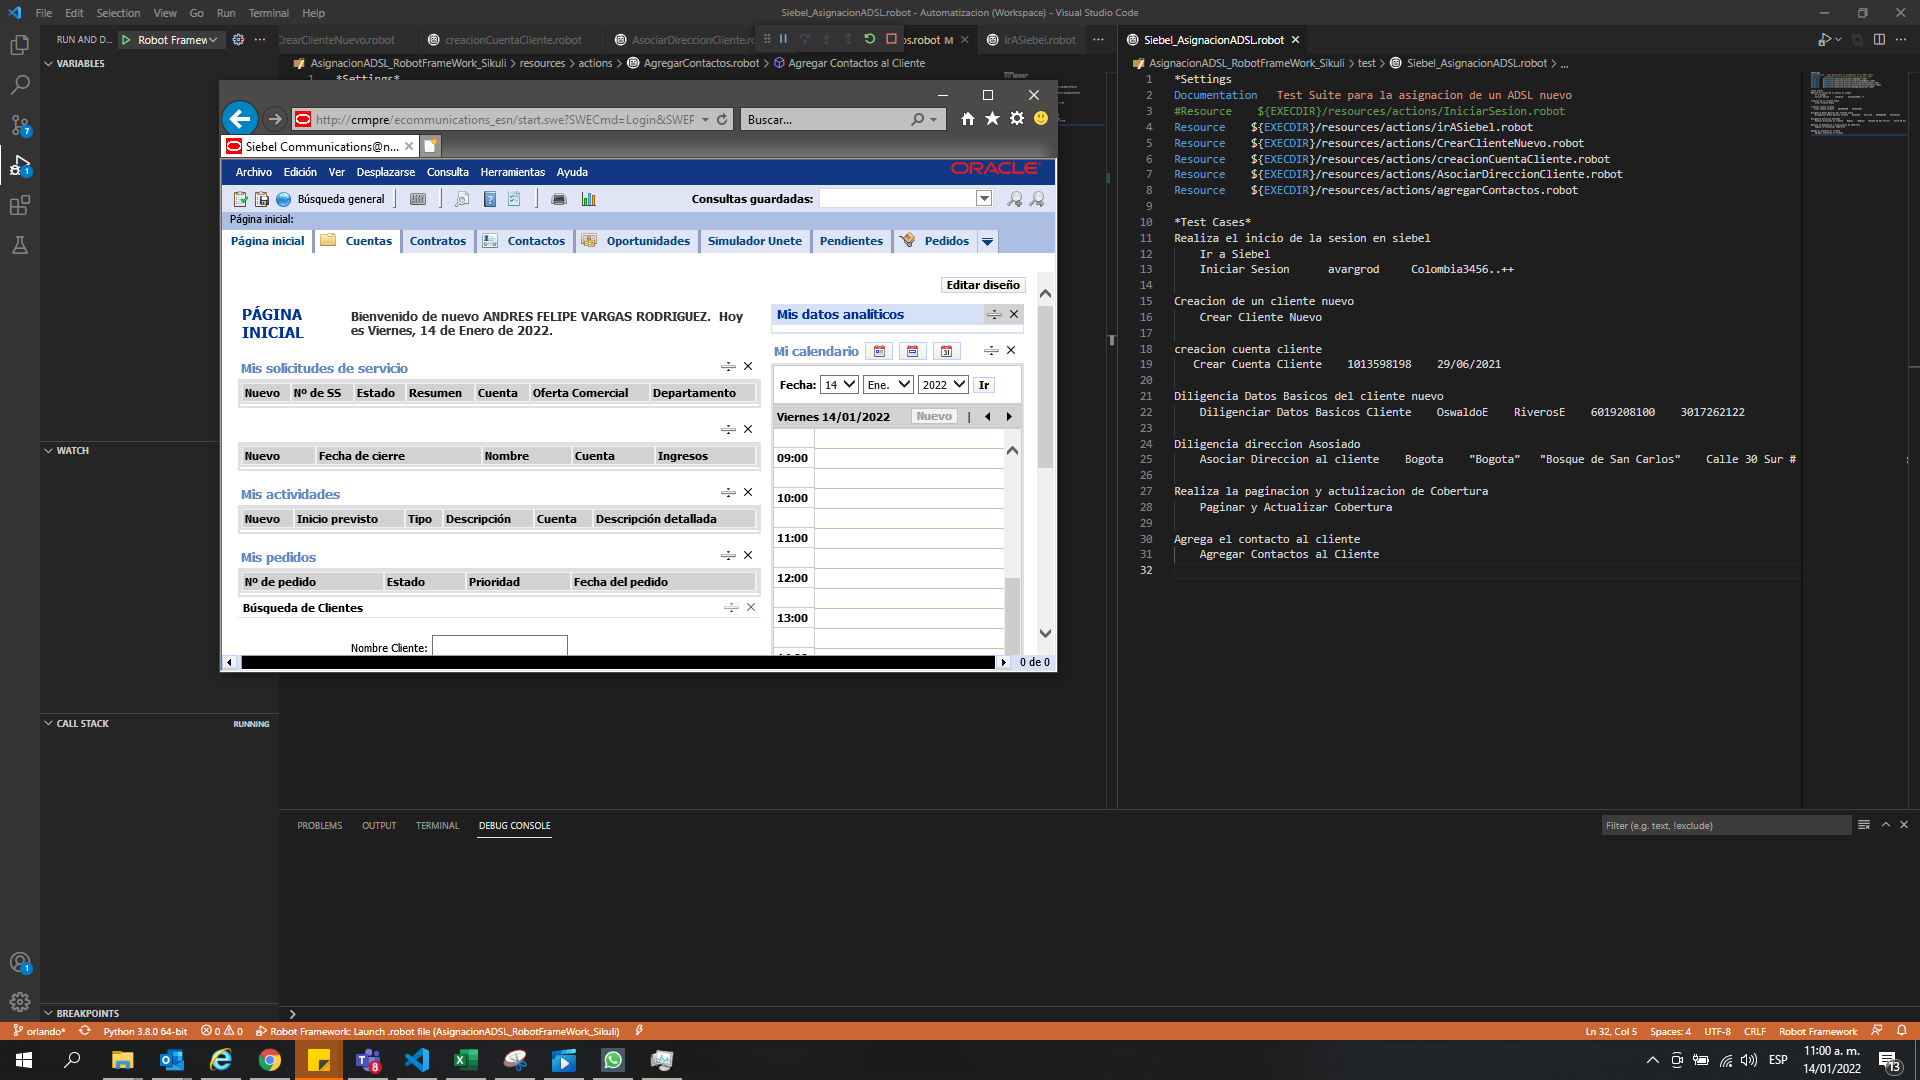 File Edit Selection View Go Run Terminal Help
Siebel_AsignacionADSL.robot - Automatizacion (Workspace) - Visual Studio Code
RUN AND D... Robot Framew
CrearClienteNuevo.robot creacionCuentaCliente.robot AsociarDireccionCliente.rc os.robot M IrASiebel.robot
AsignacionADSL_RobotFrameWork_Sikuli > resources > actions > AgregarContactos.robot > Agregar Contactos al Cliente
1 *Settings*
VARIABLES
WATCH
CALL STACK RUNNING
BREAKPOINTS
http://crmpre/ecommunications_esn/start.swe?SWECmd=Login&SWEF
Buscar...
Siebel Communications@n...
Archivo Edición Ver Desplazarse Consulta Herramientas Ayuda
ORACLE
Búsqueda general
Consultas guardadas:
Página inicial:
Página inicial Cuentas Contratos Contactos Oportunidades Simulador Unete Pendientes Pedidos
Editar diseño
PÁGINA INICIAL
Bienvenido de nuevo ANDRES FELIPE VARGAS RODRIGUEZ. Hoy
es Viernes, 14 de Enero de 2022.
Mis solicitudes de servicio
Nuevo Nº de SS Estado Resumen Cuenta Oferta Comercial Departamento
Nuevo Fecha de cierre Nombre Cuenta Ingresos
Mis actividades
Nuevo Inicio previsto Tipo Descripción Cuenta Descripción detallada
Mis pedidos
Nº de pedido Estado Prioridad Fecha del pedido
Búsqueda de Clientes
Nombre Cliente:
Mis datos analíticos
Mi calendario
31
Fecha: 14 Ene. 2022 Ir
Viernes 14/01/2022 Nuevo |
09:00
10:00
11:00
12:00
13:00
0 de 0
Siebel_AsignacionADSL.robot
AsignacionADSL_RobotFrameWork_Sikuli > test > Siebel_AsignacionADSL.robot > ...
1 *Settings
2 Documentation Test Suite para la asignacion de un ADSL nuevo
3 #Resource ${EXECDIR}/resources/actions/IniciarSesion.robot
4 Resource ${EXECDIR}/resources/actions/irASiebel.robot
5 Resource ${EXECDIR}/resources/actions/CrearClienteNuevo.robot
6 Resource ${EXECDIR}/resources/actions/creacionCuentaCliente.robot
7 Resource ${EXECDIR}/resources/actions/AsociarDireccionCliente.robot
8 Resource ${EXECDIR}/resources/actions/agregarContactos.robot
9
10 *Test Cases*
11 Realiza el inicio de la sesion en siebel
12 Ir a Siebel
13 Iniciar Sesion avargrod Colombia3456..++
14
15 Creacion de un cliente nuevo
16 Crear Cliente Nuevo
17
18 creacion cuenta cliente
19 Crear Cuenta Cliente 1013598198 29/06/2021
20
21 Diligencia Datos Basicos del cliente nuevo
22 Diligenciar Datos Basicos Cliente OswaldoE RiverosE 6019208100 3017262122
23
24 Diligencia direccion Asosiado
25 Asociar Direccion al cliente Bogota "Bogota" "Bosque de San Carlos" Calle 30 Sur #
26
27 Realiza la paginacion y actulizacion de Cobertura
28 Paginar y Actualizar Cobertura
29
30 Agrega el contacto al cliente
31 Agregar Contactos al Cliente
32
PROBLEMS OUTPUT TERMINAL DEBUG CONSOLE
Filter (e.g. text, !exclude)
orlando* Python 3.8.0 64-bit 0 0 Robot Framework: Launch .robot file (AsignacionADSL_RobotFrameWork_Sikuli)
Ln 32, Col 5 Spaces: 4 UTF-8 CRLF Robot Framework
ESP
11:00 a. m.
14/01/2022
13